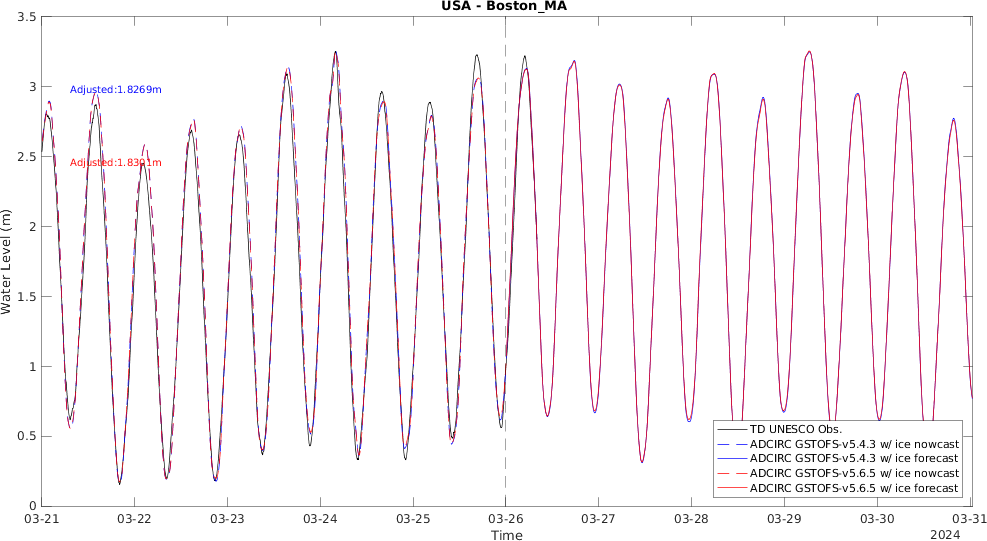 USA - Boston_MA
3.5
3
2.5
2
1.5
1
0.5
0
Water Level (m)
Adjusted:1.8269m
Adjusted:1.8301m
TD UNESCO Obs.
ADCIRC GSTOFS-v5.4.3 w/ ice nowcast
ADCIRC GSTOFS-v5.4.3 w/ ice forecast
ADCIRC GSTOFS-v5.6.5 w/ ice nowcast
ADCIRC GSTOFS-v5.6.5 w/ ice forecast
03-21 03-22 03-23 03-24 03-25 03-26 03-27 03-28 03-29 03-30 03-31
Time
2024